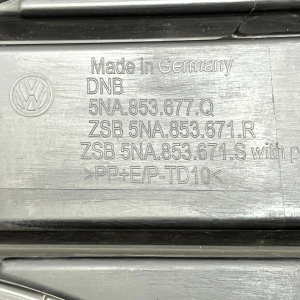 Made in Germany
DNB
5NA.853.677.Q
ZSB 5NA.853.671.R
ZSB 5NA.853.671.S with
>PP+E/P-TD10<